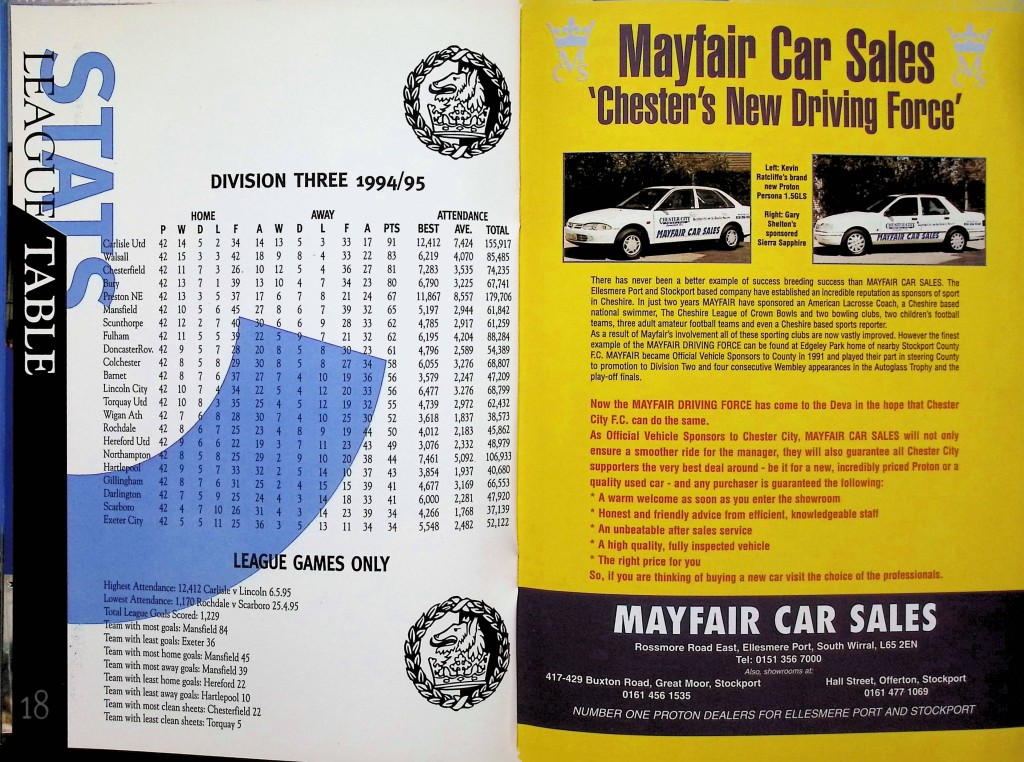 STATS
LEAGUE TABLE
DIVISION THREE 1994/95
HOME AWAY ATTENDANCE
P W D L F A W D L F A PTS BEST AVE. TOTAL
Carlisle Utd 42 14 5 2 34 14 13 5 3 33 17 91 12,412 7,424 155,917
Walsall 42 15 3 3 42 18 9 8 4 33 22 83 6,219 4,070 85,485
Chesterfield 42 11 7 3 26 10 12 5 4 36 27 81 7,283 3,535 74,235
Bury 42 13 7 1 39 13 10 4 7 34 23 80 6,790 3,225 67,741
Preston NE 42 13 3 5 37 17 6 7 8 21 24 67 11,867 8,557 179,706
Mansfield 42 10 5 6 45 27 8 6 7 39 32 65 5,197 2,944 61,842
Scunthorpe 42 12 2 7 40 30 6 6 9 28 33 62 4,785 2,917 61,259
Fulham 42 11 5 5 39 22 5 9 7 21 32 62 6,195 4,204 88,284
DoncasterRov. 42 9 5 7 28 20 8 5 8 30 23 61 4,796 2,589 54,389
Colchester 42 8 5 8 29 30 8 5 8 27 34 58 6,055 3,276 68,807
Barnet 42 8 7 6 37 27 7 4 10 19 36 56 3,579 2,247 47,209
Lincoln City 42 10 7 4 34 22 5 4 12 20 33 56 6,477 3,276 68,799
Torquay Utd 42 10 8 3 35 25 4 5 12 19 32 55 4,739 2,972 62,432
Wigan Ath 42 7 6 8 28 30 7 4 10 25 30 52 3,618 1,837 38,573
Rochdale 42 8 6 7 25 23 4 8 9 19 44 50 4,012 2,183 45,862
Hereford Utd 42 9 6 6 22 19 3 7 11 23 43 49 3,076 2,332 48,979
Northampton 42 8 5 8 25 29 2 9 10 20 38 44 7,461 5,092 106,933
Hartlepool 42 9 5 7 33 32 2 5 14 10 37 43 3,854 1,937 40,680
Gillingham 42 8 7 6 31 25 2 4 15 15 39 41 4,677 3,169 66,553
Darlington 42 7 5 9 25 24 4 3 14 18 33 41 6,000 2,281 47,920
Scarboro 42 4 7 10 26 31 4 3 14 23 39 34 4,266 1,768 37,139
Exeter City 42 5 5 11 25 36 3 5 13 11 34 34 5,548 2,482 52,122
LEAGUE GAMES ONLY
Highest Attendance: 12,412 Carlisle v Lincoln 6.5.95
Lowest Attendance: 1,170 Rochdale v Scarboro 25.4.95
Total League Goals Scored: 1,229
Team with most goals: Mansfield 84
Team with least goals: Exeter 36
Team with most home goals: Mansfield 45
Team with most away goals: Mansfield 39
Team with least home goals: Hereford 22
Team with least away goals: Hartlepool 10
Team with most clean sheets: Chesterfield 22
Team with least clean sheets: Torquay 5
18
MCS
MCS
Mayfair Car Sales
'Chester's New Driving Force'
Left: Kevin
Ratcliffe's brand
new Proton
Persona 1.5GLS
Right: Gary
Shelton's
sponsored
Sierra Sapphire
CHESTER CITY
MAYFAIR CAR SALES
MAYFAIR CAR SALES
There has never been a better example of success breeding success than MAYFAIR CAR SALES. The
Ellesmere Port and Stockport based company have established an incredible reputation as sponsors of sport
in Cheshire. In just two years MAYFAIR have sponsored an American Lacrosse Coach, a Cheshire based
national swimmer, The Cheshire League of Crown Bowls and two bowling clubs, two children's football
teams, three adult amateur football teams and even a Cheshire based sports reporter.
As a result of Mayfair's involvement all of these sporting clubs are now vastly improved. However the finest
example of the MAYFAIR DRIVING FORCE can be found at Edgeley Park home of nearby Stockport County
F.C. MAYFAIR became Official Vehicle Sponsors to County in 1991 and played their part in steering County
to promotion to Division Two and four consecutive Wembley appearances in the Autoglass Trophy and the
play-off finals.
Now the MAYFAIR DRIVING FORCE has come to the Deva in the hope that Chester
City F.C. can do the same.
As Official Vehicle Sponsors to Chester City, MAYFAIR CAR SALES will not only
ensure a smoother ride for the manager, they will also guarantee all Chester City
supporters the very best deal around - be it for a new, incredibly priced Proton or a
quality used car - and any purchaser is guaranteed the following:
* A warm welcome as soon as you enter the showroom
* Honest and friendly advice from efficient, knowledgeable staff
* An unbeatable after sales service
* A high quality, fully inspected vehicle
* The right price for you
So, if you are thinking of buying a new car visit the choice of the professionals.
MAYFAIR CAR SALES
Rossmore Road East, Ellesmere Port, South Wirral, L65 2EN
Tel: 0151 356 7000
Also, showrooms at:
417-429 Buxton Road, Great Moor, Stockport
0161 456 1535
Hall Street, Offerton, Stockport
0161 477 1069
NUMBER ONE PROTON DEALERS FOR ELLESMERE PORT AND STOCKPORT